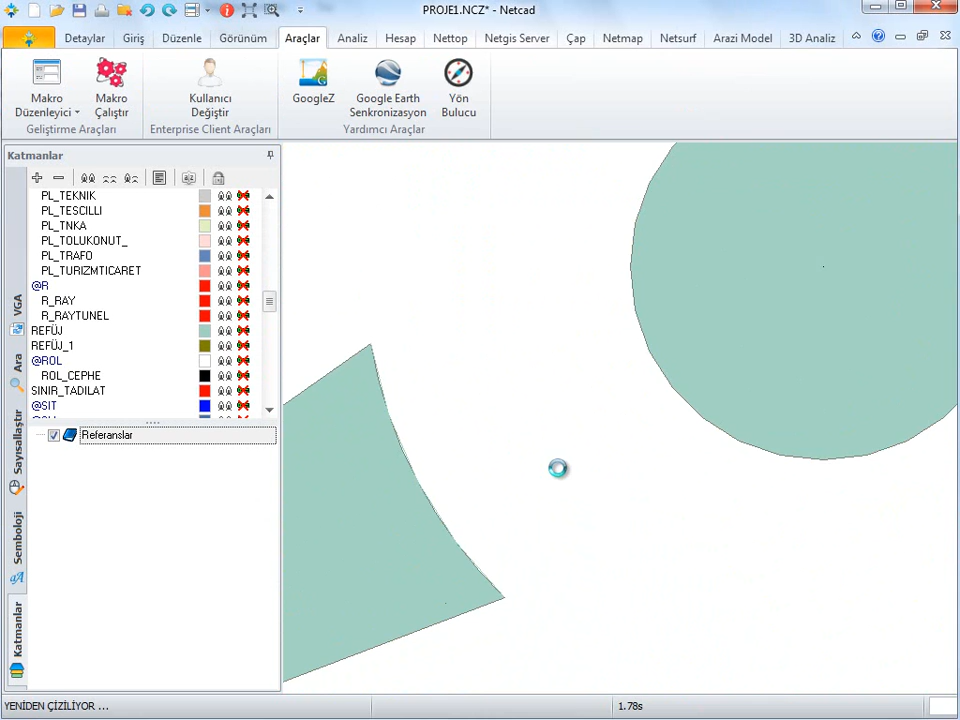 PROJE1.NCZ* - Netcad
Detaylar Giriş Düzenle Görünüm Araçlar Analiz Hesap Nettop Netgis Server Çap Netmap Netsurf Arazi Model 3D Analiz
Makro Düzenleyici
Makro Çalıştır
Geliştirme Araçları
Kullanıcı Değiştir
Enterprise Client Araçları
GoogleZ
Google Earth Senkronizasyon
Yön Bulucu
Yardımcı Araçlar
Katmanlar
PL_TEKNIK
PL_TESCILLI
PL_TNKA
PL_TOLUKONUT_
PL_TRAFO
PL_TURIZMTICARET
@R
R_RAY
R_RAYTUNEL
REFÜJ
REFÜJ_1
@ROL
ROL_CEPHE
SINIR_TADILAT
@SIT
Referanslar
VGA
Ara
Sayısallaştır
Semboloji
Katmanlar
YENİDEN ÇİZİLİYOR ...
1.78s